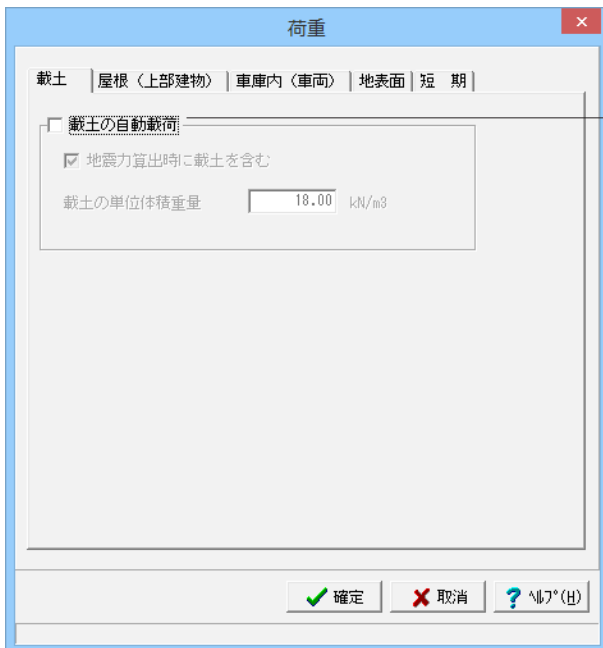 荷重
載土 屋根（上部建物） 車庫内（車両） 地表面 短　期
載土の自動載荷
地震力算出時に載土を含む
載土の単位体積重量 18.00 kN/m3
確定 取消 ﾍﾙﾌﾟ(H)